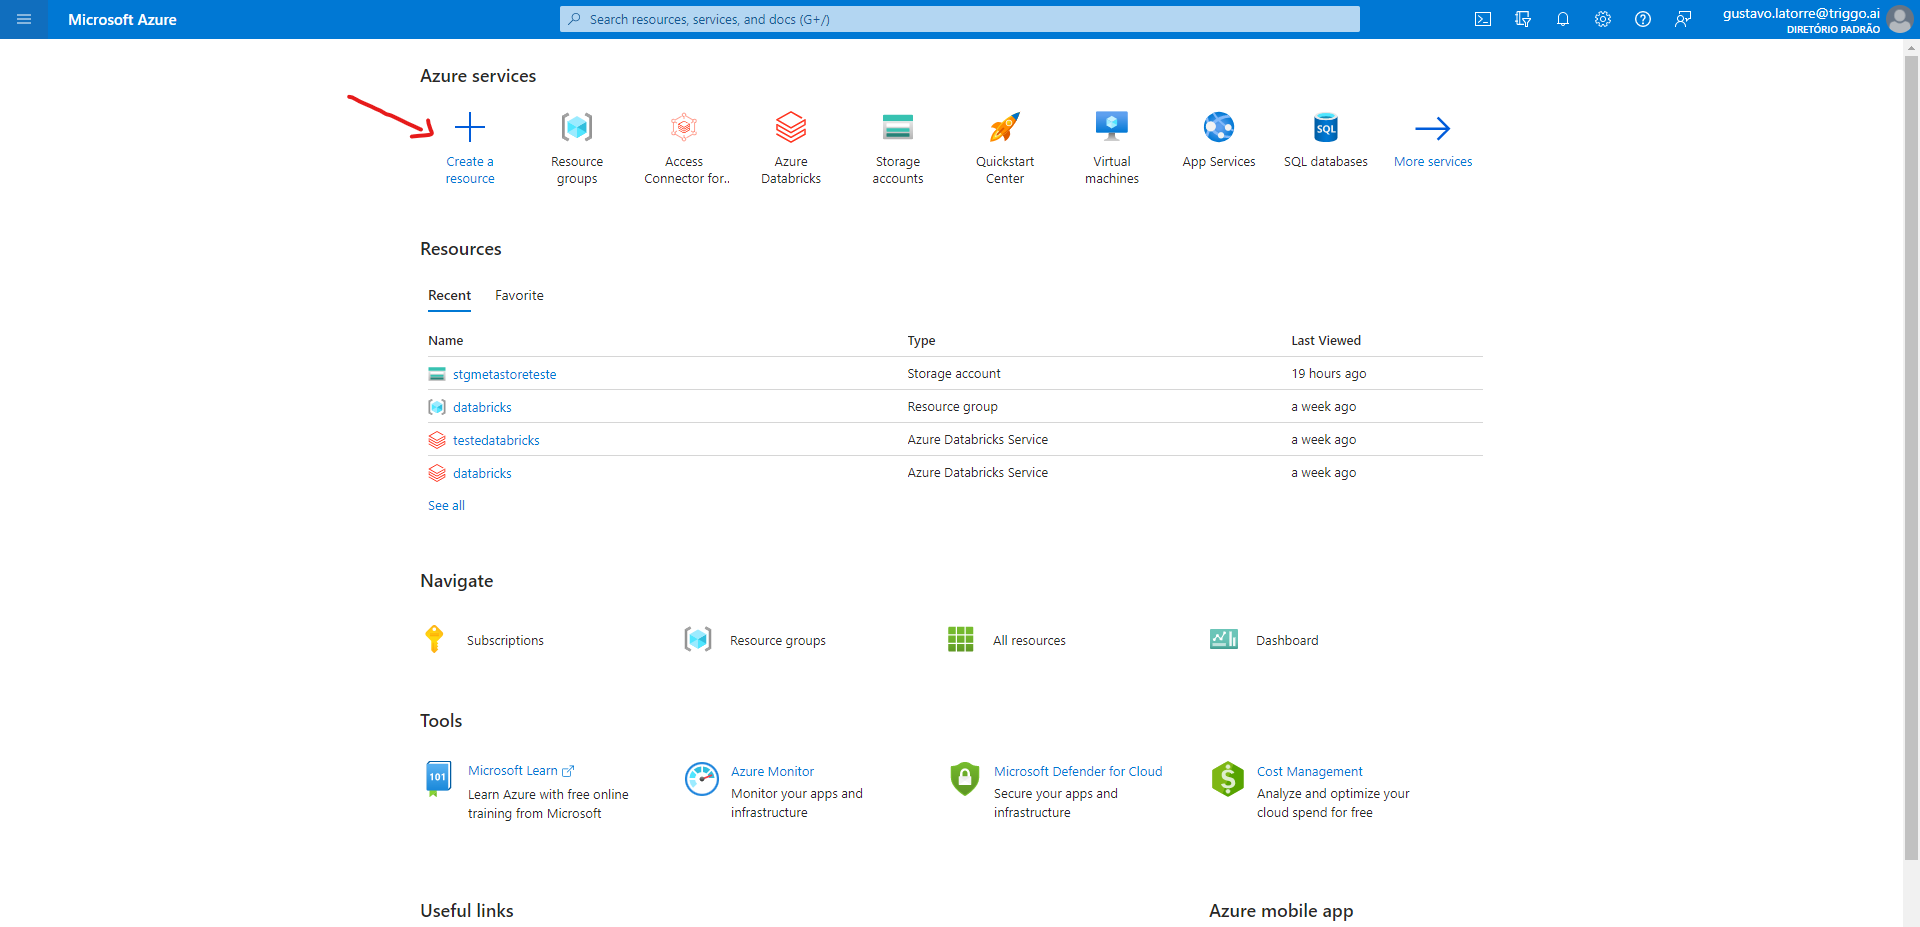 Microsoft Azure
Search resources, services, and docs (G+/)
gustavo.latorre@triggo.ai
DIRETÓRIO PADRÃO
Azure services
Create a resource
Resource groups
Access Connector for..
Azure Databricks
Storage accounts
Quickstart Center
Virtual machines
App Services
SQL
SQL databases
More services
Resources
Recent Favorite
Name Type Last Viewed
stgmetastoreteste Storage account 19 hours ago
databricks Resource group a week ago
testedatabricks Azure Databricks Service a week ago
databricks Azure Databricks Service a week ago
See all
Navigate
Subscriptions Resource groups All resources Dashboard
Tools
101
Microsoft Learn
Learn Azure with free online
training from Microsoft
Azure Monitor
Monitor your apps and
infrastructure
Microsoft Defender for Cloud
Secure your apps and
infrastructure
$
Cost Management
Analyze and optimize your
cloud spend for free
Useful links
Azure mobile app